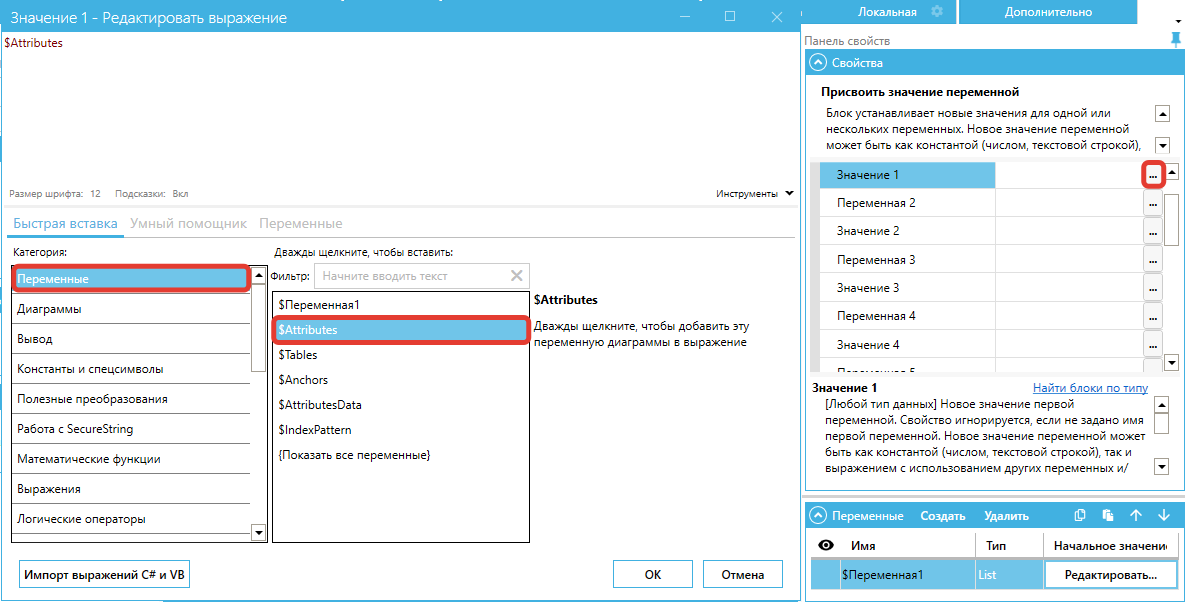 Значение 1 - Редактировать выражение
$Attributes
Размер шрифта: 12 Подсказки: Вкл
Инструменты
Быстрая вставка Умный помощник Переменные
Категория:
Переменные
Диаграммы
Вывод
Константы и спецсимволы
Полезные преобразования
Работа с SecureString
Математические функции
Выражения
Логические операторы
Дважды щелкните, чтобы вставить:
Фильтр: Начните вводить текст
$Переменная1
$Attributes
$Tables
$Anchors
$AttributesData
$IndexPattern
{Показать все переменные}
$Attributes
Дважды щелкните, чтобы добавить эту
переменную диаграммы в выражение
Импорт выражений C# и VB
ОК
Отмена
Локальная
Дополнительно
Панель свойств
Свойства
Присвоить значение переменной
Блок устанавливает новые значения для одной или
нескольких переменных. Новое значение переменной
может быть как константой (числом, текстовой строкой),
Значение 1 ...
Переменная 2 ...
Значение 2 ...
Переменная 3 ...
Значение 3 ...
Переменная 4 ...
Значение 4 ...
Переменная 5
Значение 1
Найти блоки по типу
[Любой тип данных] Новое значение первой
переменной. Свойство игнорируется, если не задано имя
первой переменной. Новое значение переменной может
быть как константой (числом, текстовой строкой), так и
выражением с использованием других переменных и/
Переменные Создать Удалить
Имя Тип Начальное значени
$Переменная1 List Редактировать...